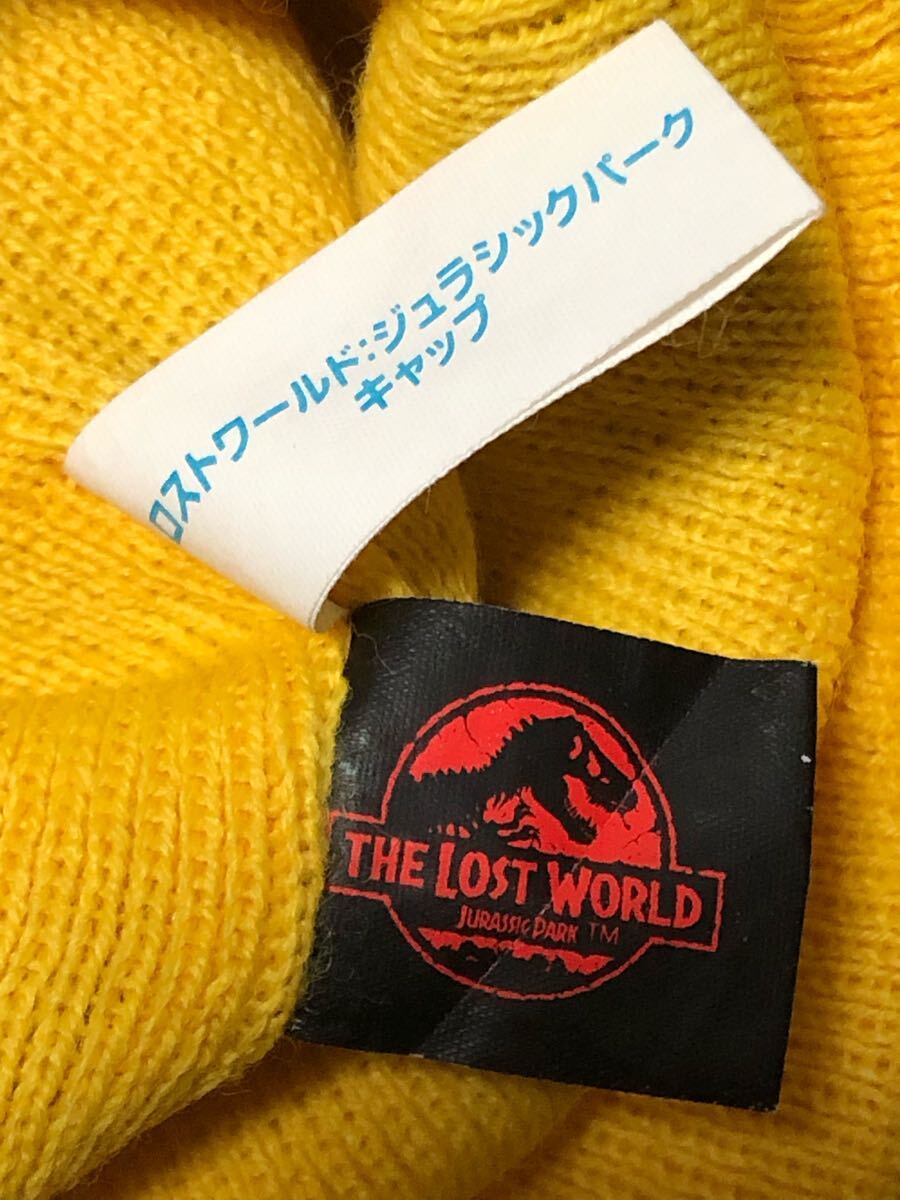 ロストワールド:ジュラシックパーク
キャップ
THE LOST WORLD
JURASSIC PARK TM